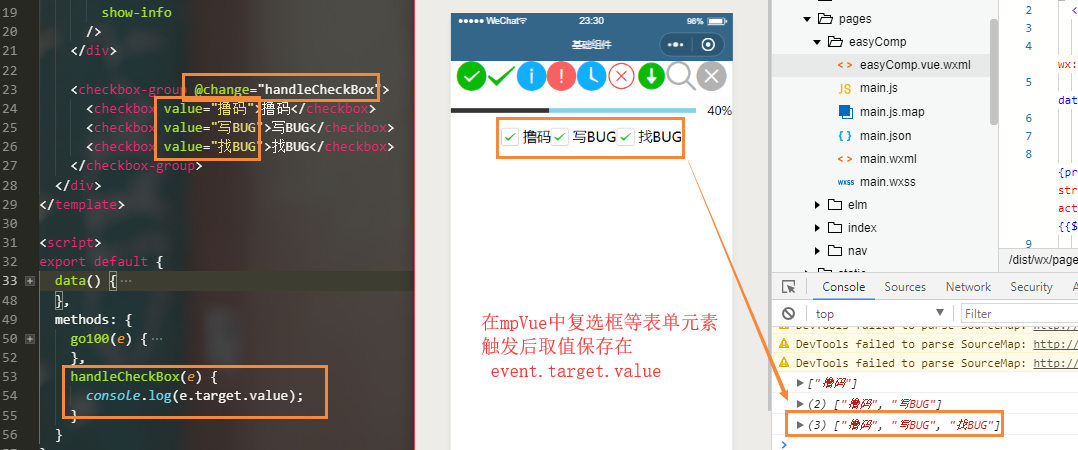 19 show-info
20 />
21 </div>
22
23 <checkbox-group @change="handleCheckBox">
24 <checkbox value="撸码">撸码</checkbox>
25 <checkbox value="写BUG">写BUG</checkbox>
26 <checkbox value="找BUG">找BUG</checkbox>
27 </checkbox-group>
28 </div>
29 </template>
30
31 <script>
32 export default {
33 data() { ···
48 },
49 methods: {
50 go100(e) { ···
52 },
53 handleCheckBox(e) {
54 console.log(e.target.value);
55 }
56 }
WeChat 23:30 96%
基础组件
40%
撸码 写BUG 找BUG
在mpVue中复选框等表单元素
触发后取值保存在
event.target.value
pages
easyComp
<> easyComp.vue.wxml
JS main.js
main.js.map
{} main.json
<> main.wxml
wxss main.wxss
elm
index
nav
2 <
3
4
wx:
5
dat
6
7
8
{pr
str
act
{{$
9
/dist/wx/page
Console Sources Network Security A
top Filter
DevTools failed to parse SourceMap: http://
DevTools failed to parse SourceMap: http://
DevTools failed to parse SourceMap: http://
["撸码"]
(2) ["撸码", "写BUG"]
(3) ["撸码", "写BUG", "找BUG"]
>